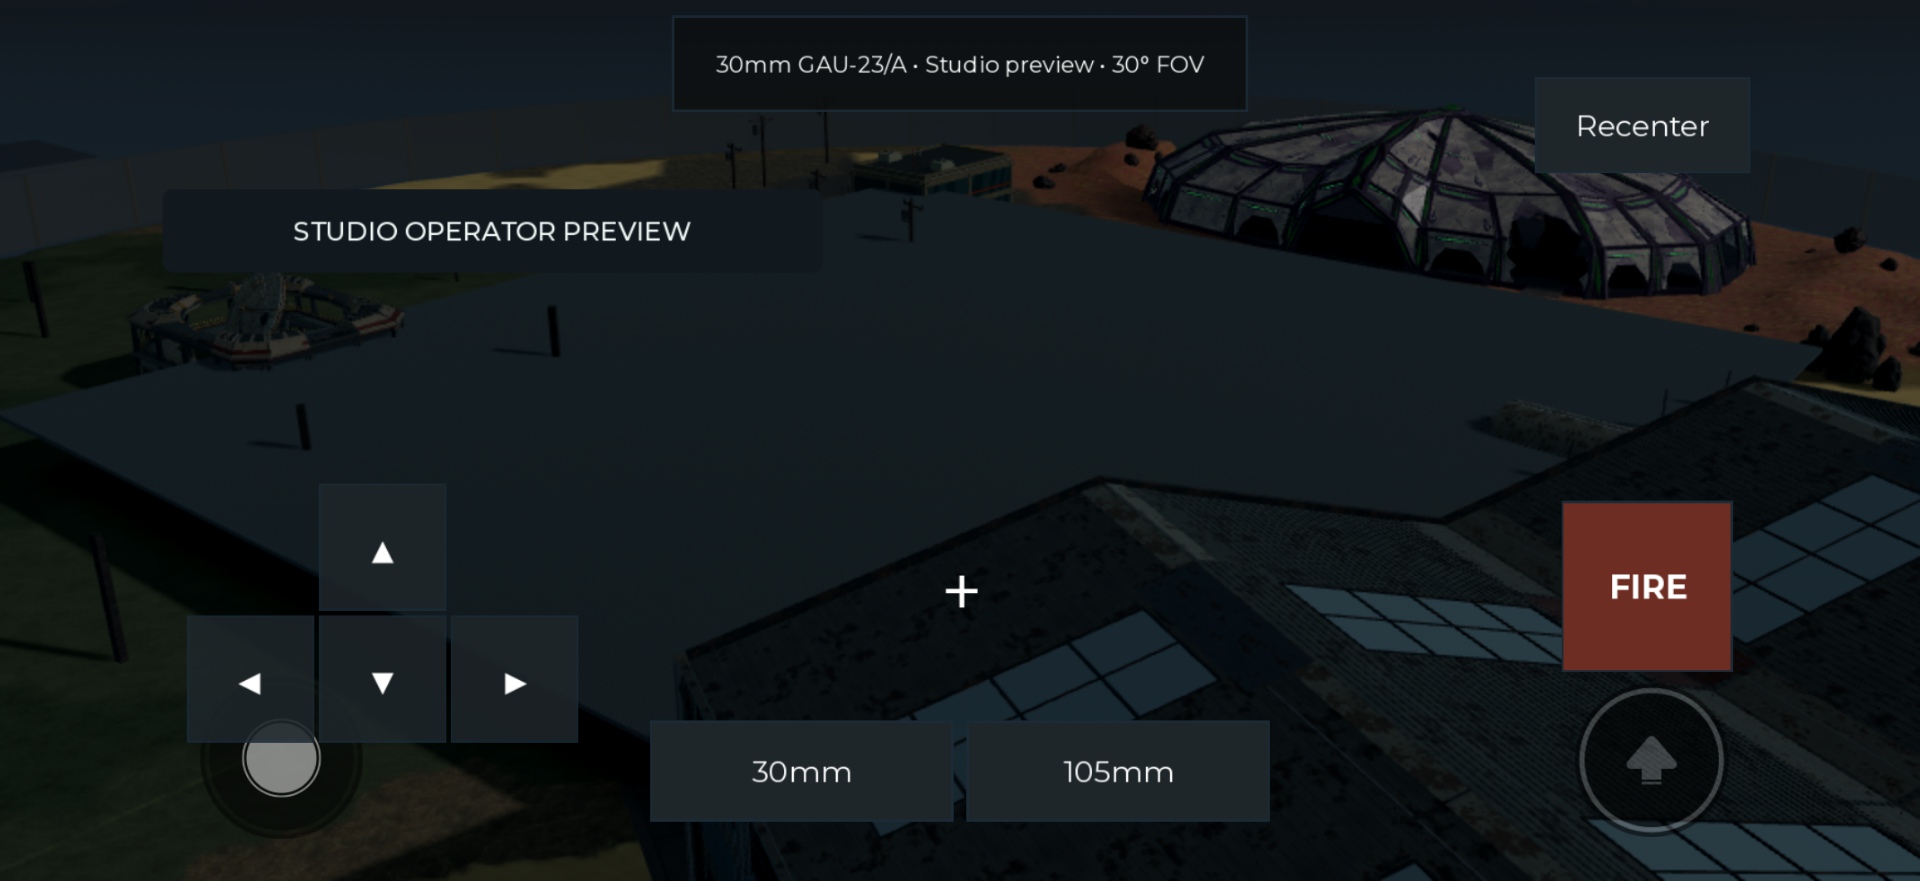 30mm GAU-23/A • Studio preview • 30° FOV
Recenter
STUDIO OPERATOR PREVIEW
▲
◄ ▼ ►
FIRE
30mm 105mm